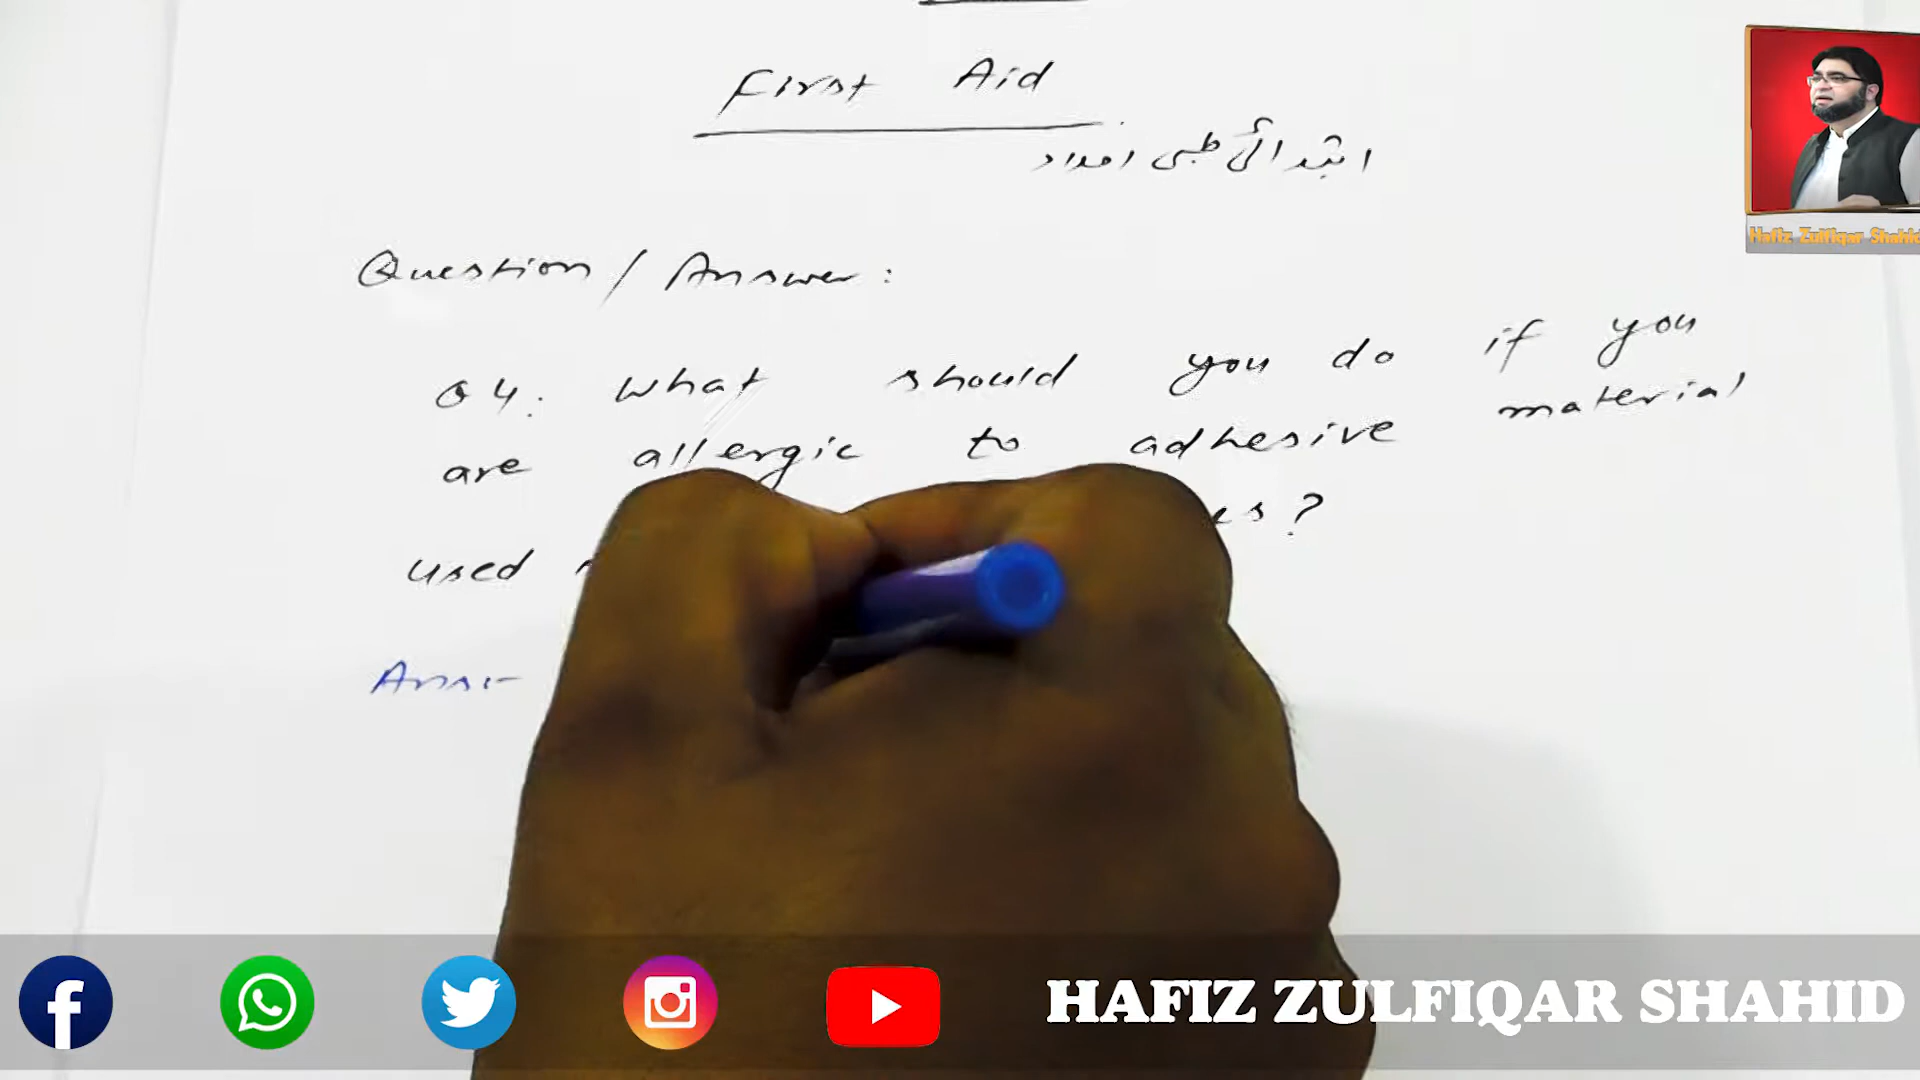 First Aid
ابتدائی طبی امداد
Hafiz Zulfiqar Shahid
Question/Answer:
Q4: What should you do if you
are allergic to adhesive material
used
Ans:-
HAFIZ ZULFIQAR SHAHID